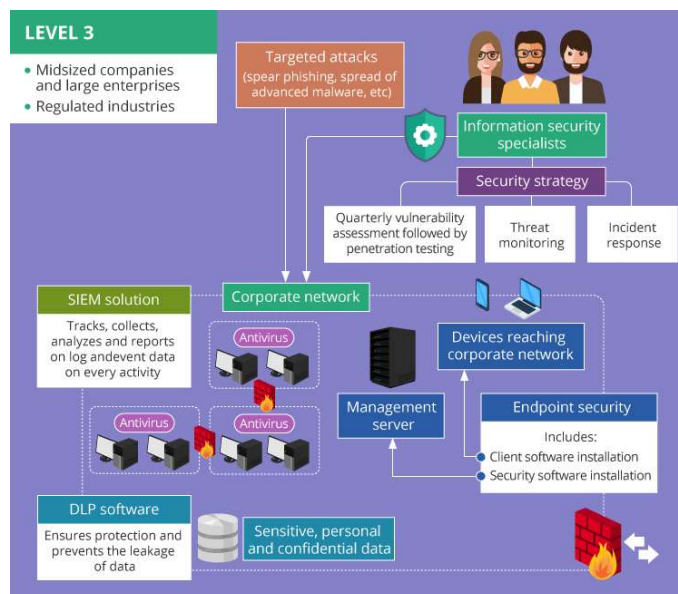 LEVEL 3
• Midsized companies
and large enterprises
• Regulated industries
Targeted attacks
(spear phishing, spread of
advanced malware, etc)
Information security
specialists
Security strategy
Quarterly vulnerability
assessment followed by
penetration testing
Threat
monitoring
Incident
response
SIEM solution
Tracks, collects,
analyzes and reports
on log andevent data
on every activity
Corporate network
Antivirus
Antivirus
Antivirus
Devices reaching
corporate network
Management
server
Endpoint security
Includes:
Client software installation
Security software installation
DLP software
Ensures protection and
prevents the leakage
of data
Sensitive, personal
and confidential data